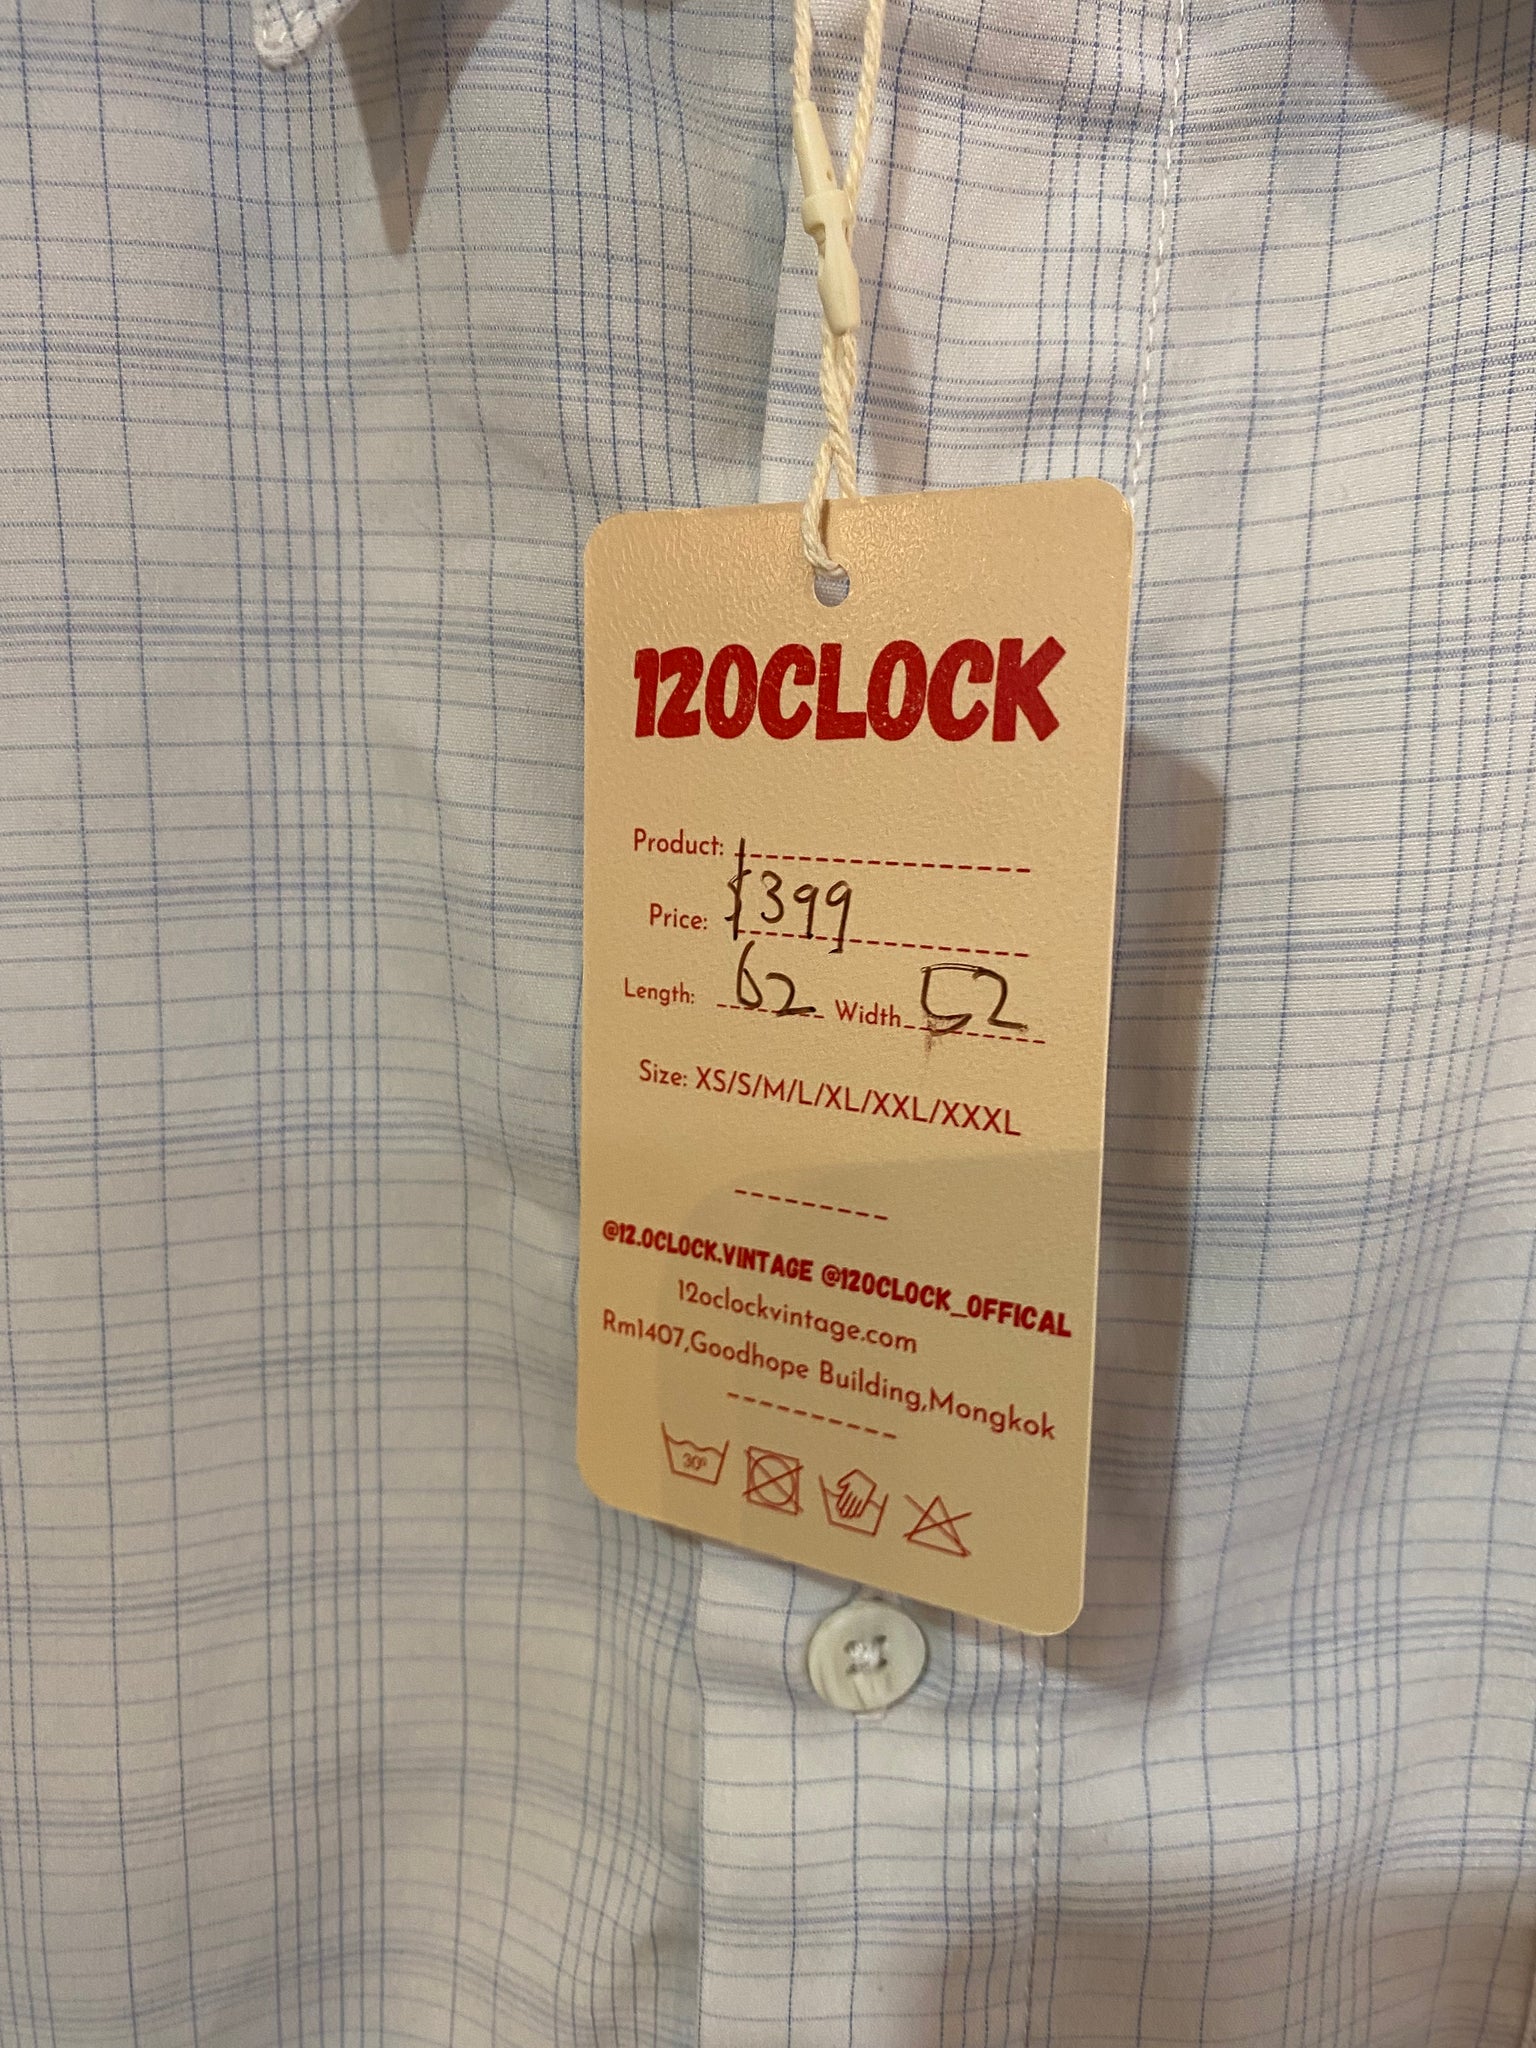 12OCLOCK
Product:
Price: $399
Length: 62 Width 52
Size: XS/S/M/L/XL/XXL/XXXL
@12.OCLOCK.VINTAGE @12OCLOCK_OFFICAL
12oclockvintage.com
Rm1407,Goodhope Building,Mongkok
30°